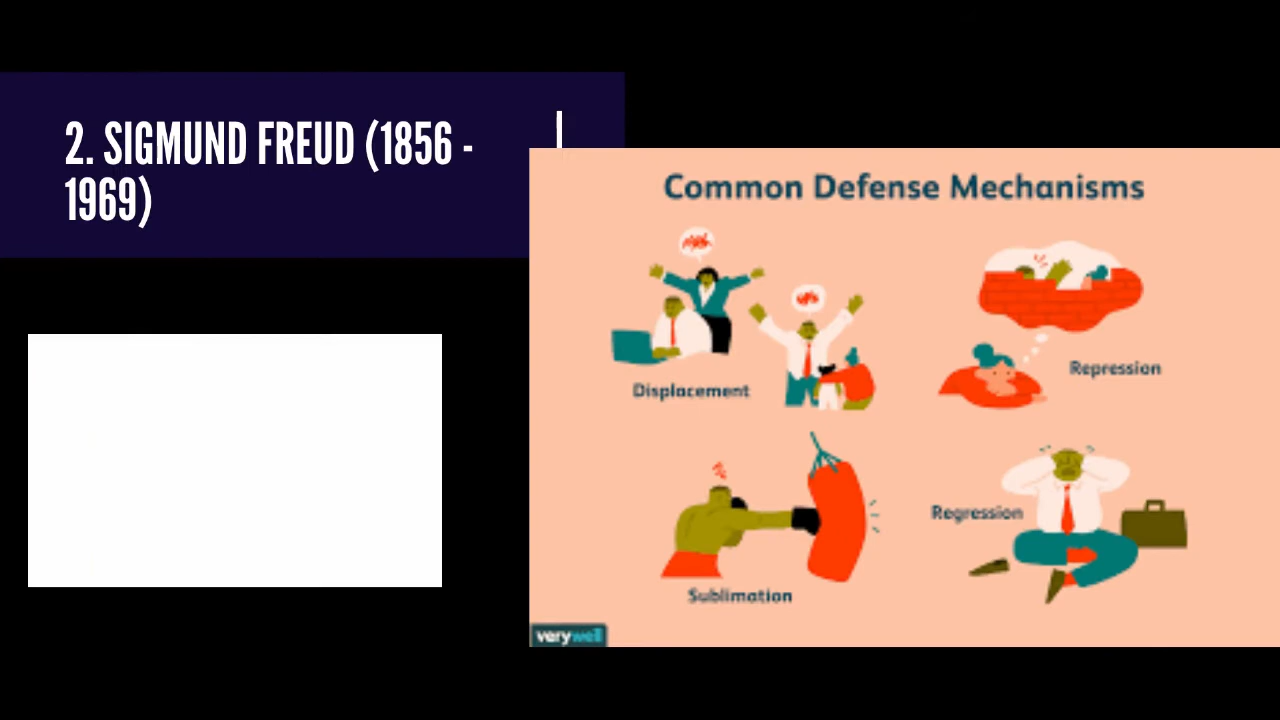 2. SIGMUND FREUD (1856 -
1969)
Common Defense Mechanisms
Displacement
Repression
Sublimation
Regression
verywell